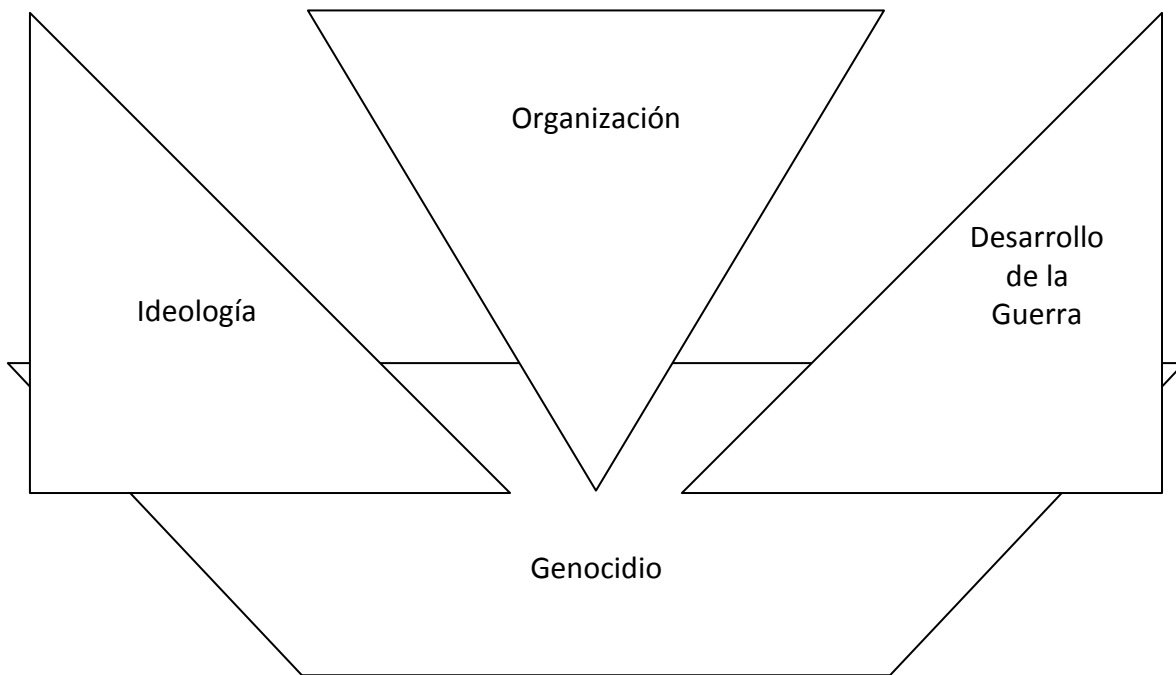 Organización
Desarrollo
de la
Guerra
Ideología
Genocidio